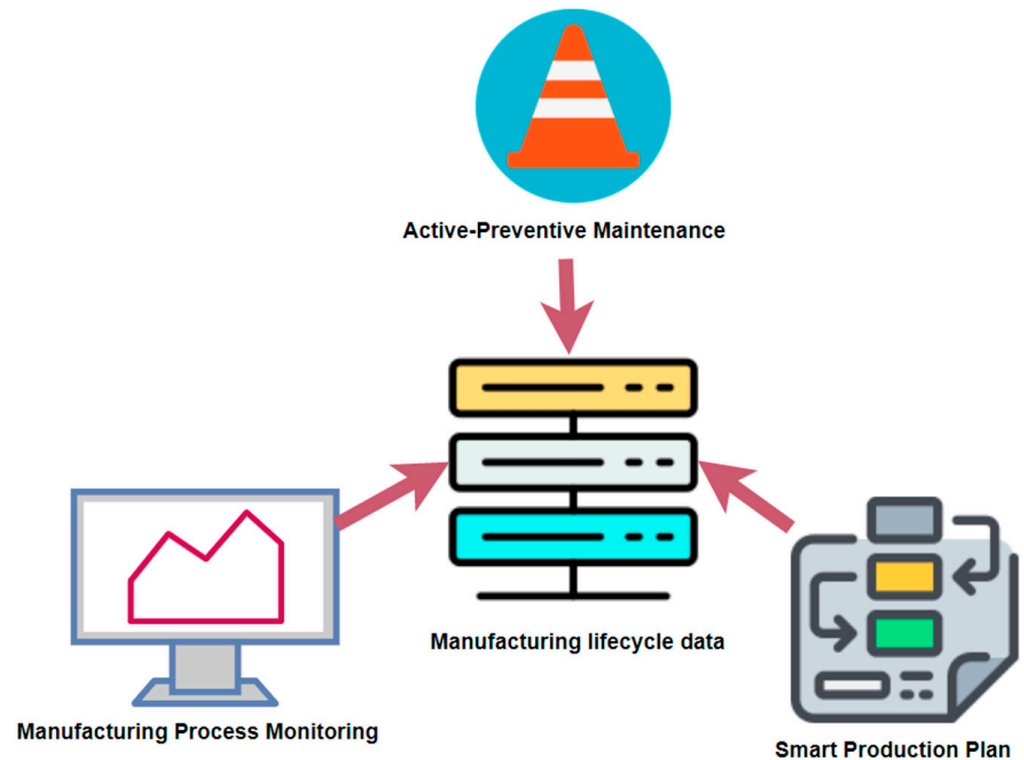 Active-Preventive Maintenance
Manufacturing lifecycle data
Manufacturing Process Monitoring
Smart Production Plan